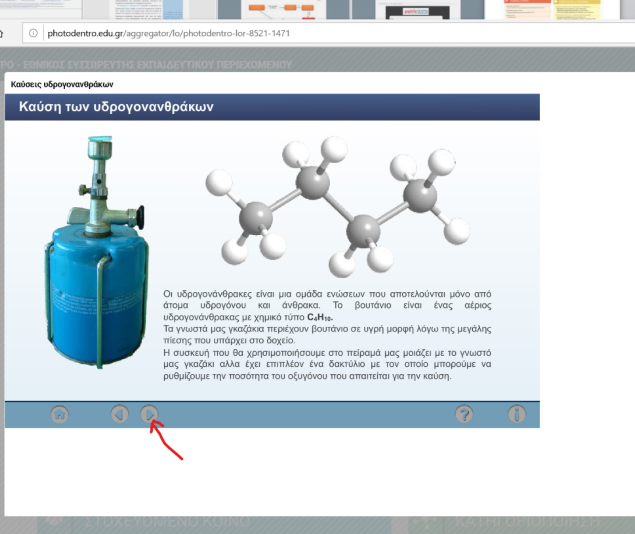 photodentro.edu.gr/aggregator/lo/photodentro-lor-8521-1471
ΡΟ - ΕΘΝΙΚΟΣ ΣΥΣΣΩΡΕΥΤΗΣ ΕΚΠΑΙΔΕΥΤΙΚΟΥ ΠΕΡΙΕΧΟΜΕΝΟΥ
Καύσεις υδρογονανθράκων
Καύση των υδρογονανθράκων
Οι υδρογονάνθρακες είναι μια ομάδα ενώσεων που αποτελούνται μόνο από
άτομα υδρογόνου και άνθρακα. Το βουτάνιο είναι ένας αέριος
υδρογονάνθρακας με χημικό τύπο C₄H₁₀.
Τα γνωστά μας γκαζάκια περιέχουν βουτάνιο σε υγρή μορφή λόγω της μεγάλης
πίεσης που υπάρχει στο δοχείο.
Η συσκευή που θα χρησιμοποιήσουμε στο πείραμά μας μοιάζει με το γνωστό
μας γκαζάκι αλλα έχει επιπλέον ένα δακτύλιο με τον οποίο μπορούμε να
ρυθμίζουμε την ποσότητα του οξυγόνου που απαιτείται για την καύση.
ΣΤΟΧΕΥΟΜΕΝΟ ΚΟΙΝΟ
ΚΑΤΗΓΟΡΙΟΠΟΙΗΣΗ